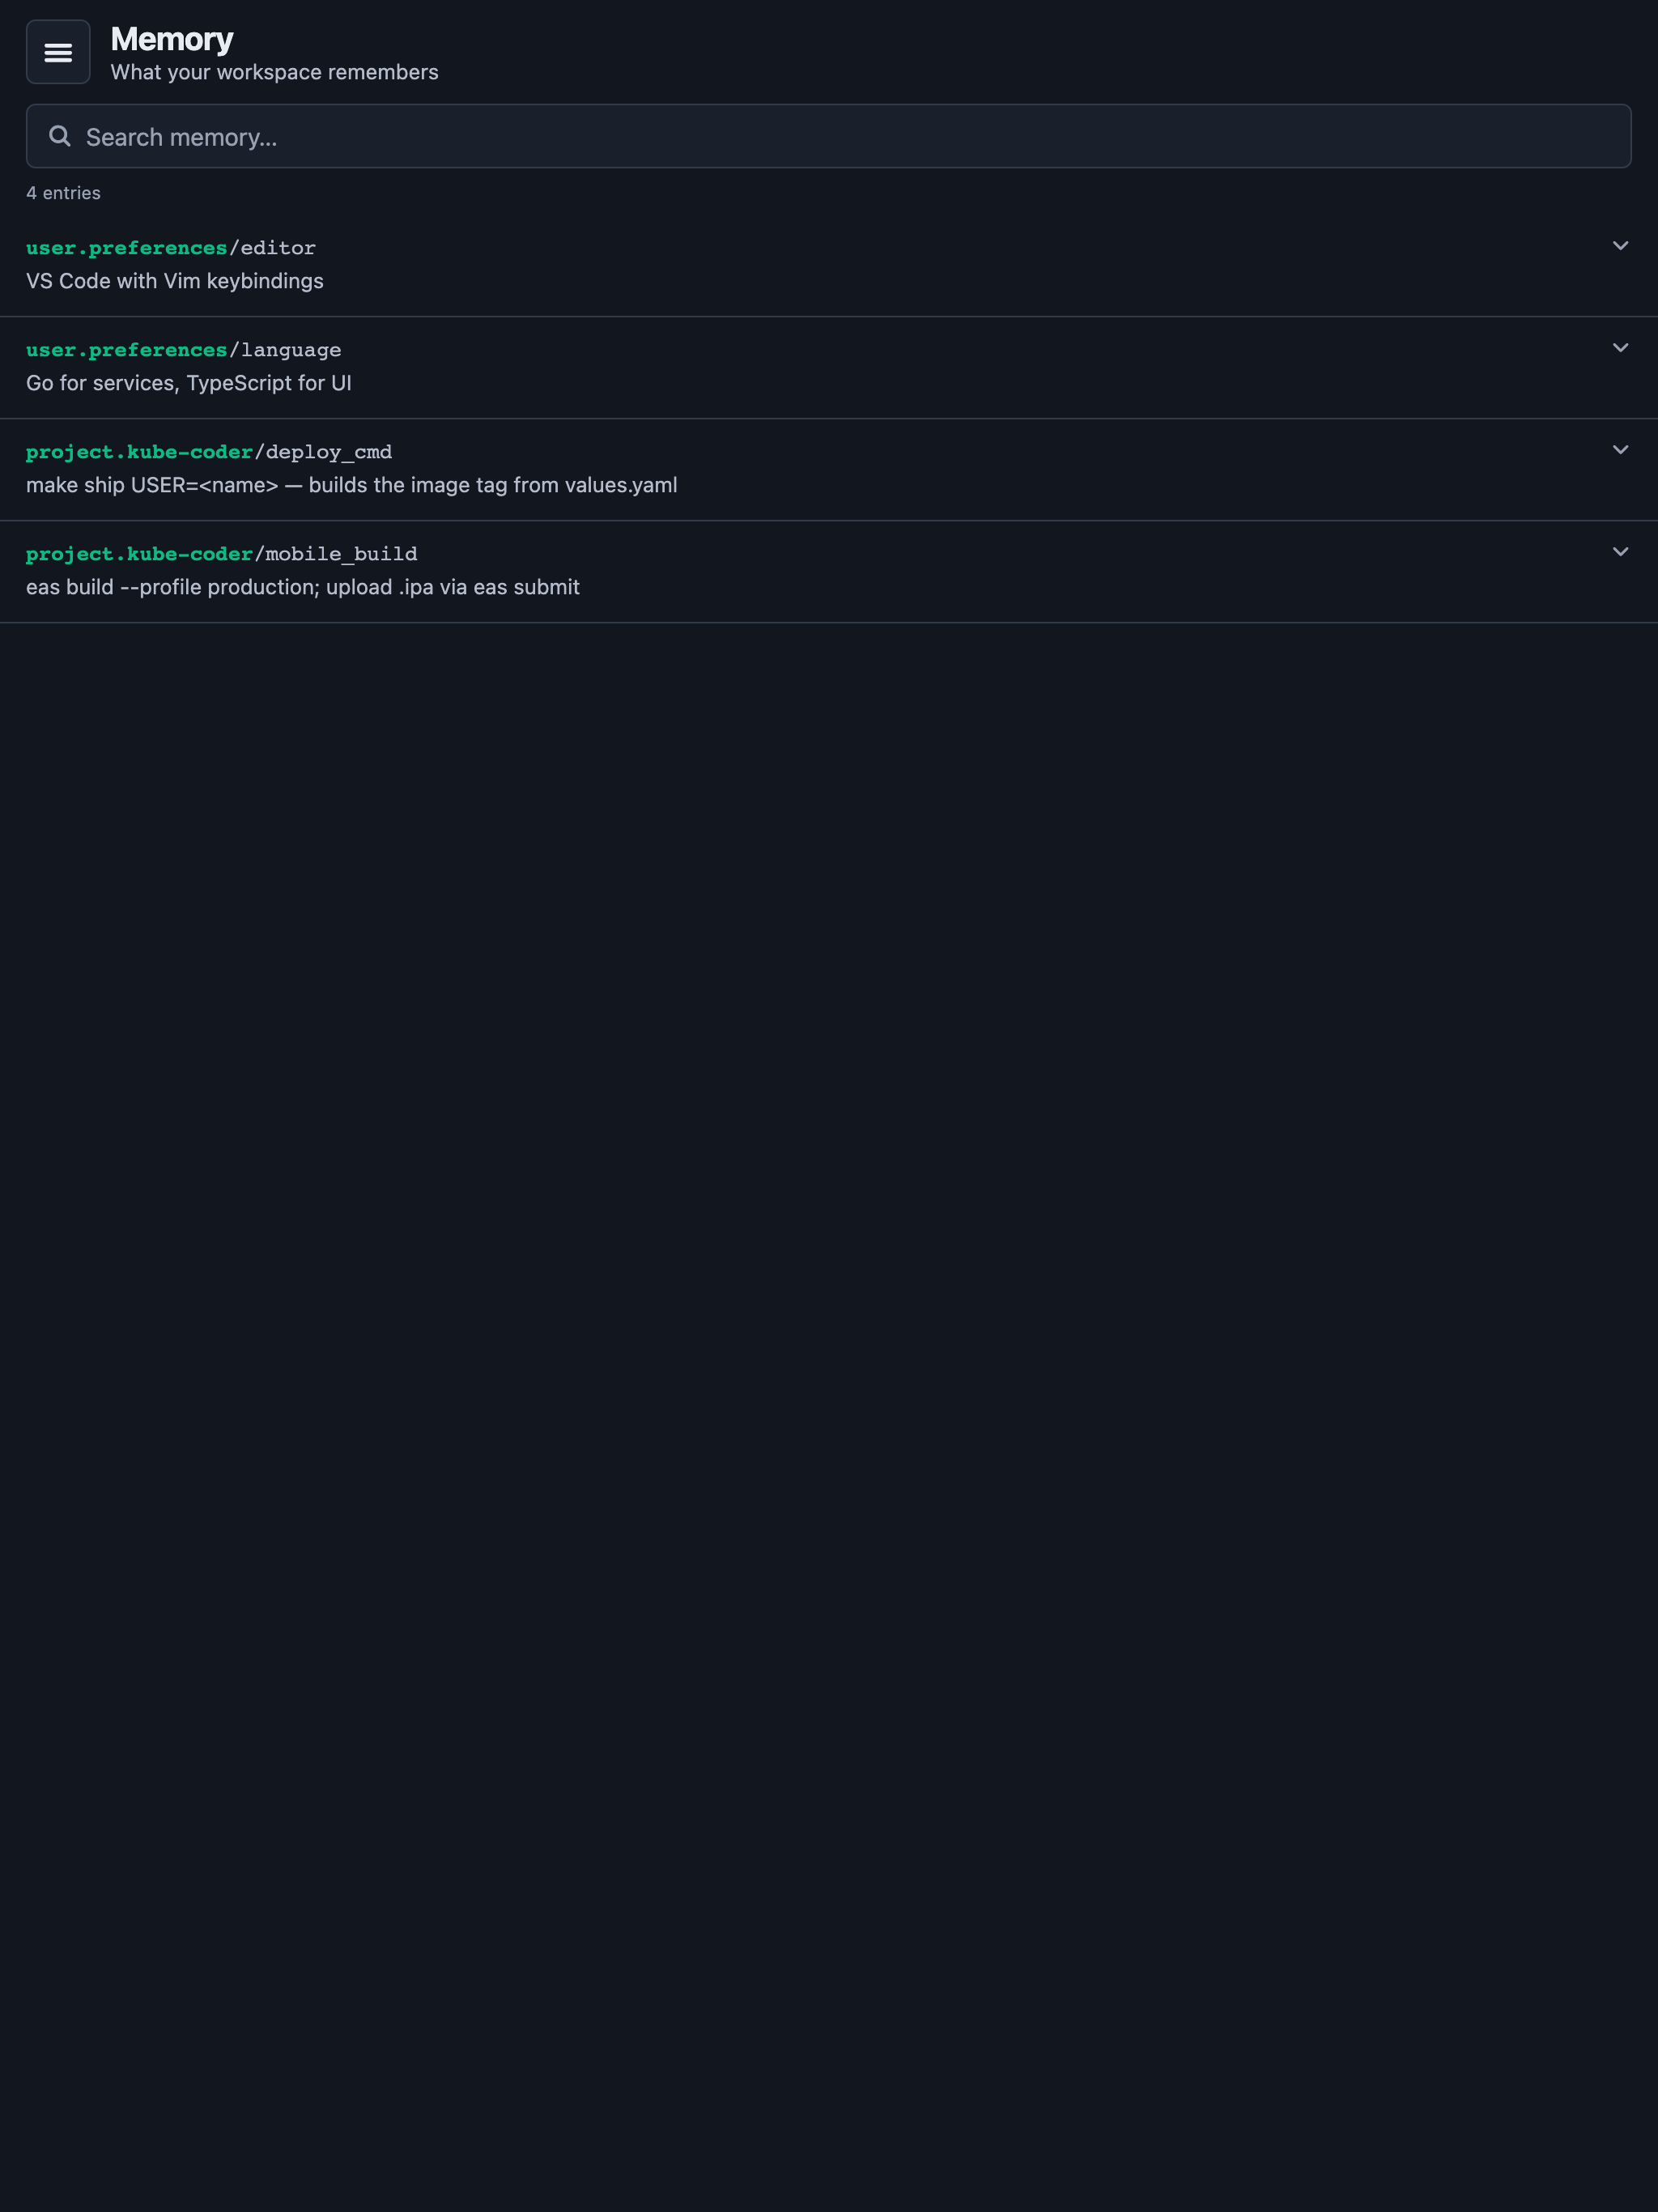 Memory
What your workspace remembers
Search memory...
4 entries
user.preferences/editor
VS Code with Vim keybindings
user.preferences/language
Go for services, TypeScript for UI
project.kube-coder/deploy_cmd
make ship USER=<name> — builds the image tag from values.yaml
project.kube-coder/mobile_build
eas build --profile production; upload .ipa via eas submit